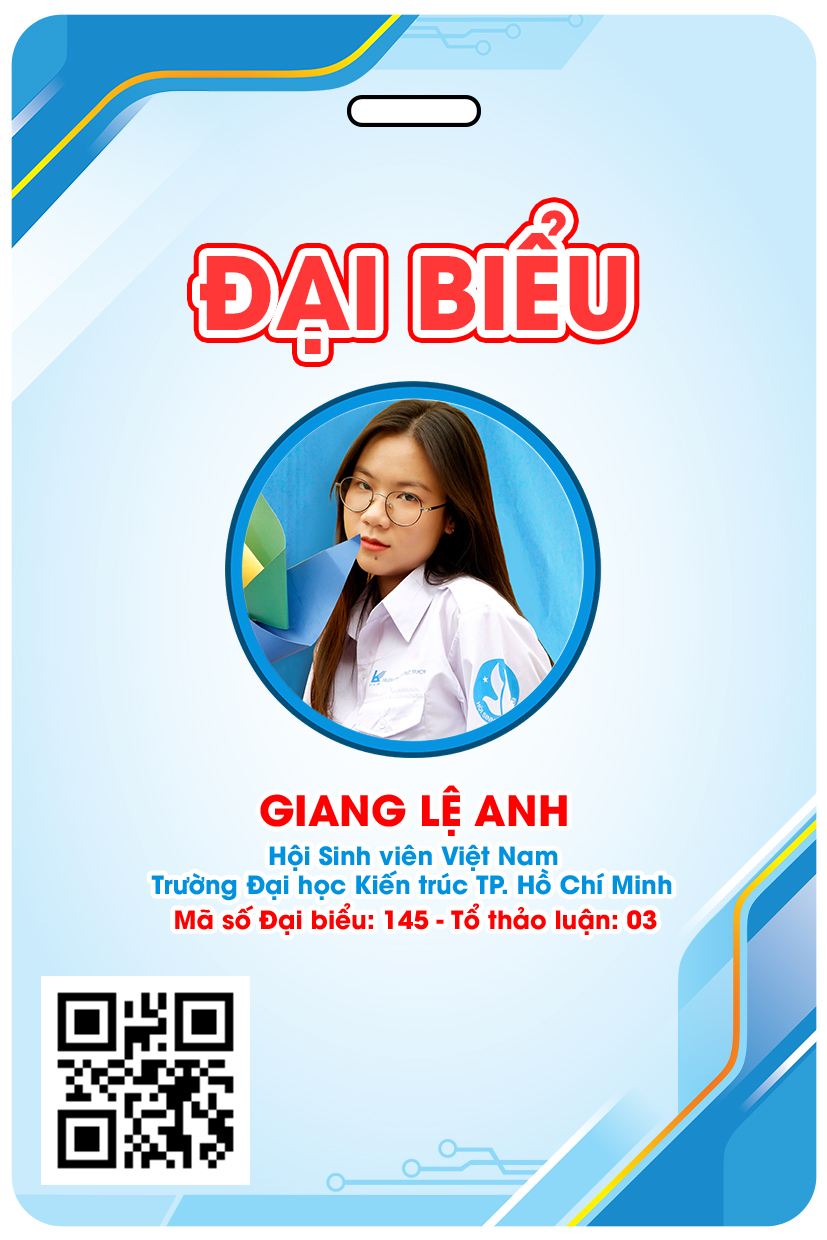 ĐẠI BIỂU
GIANG LỆ ANH
Hội Sinh viên Việt Nam
Trường Đại học Kiến trúc TP. Hồ Chí Minh
Mã số Đại biểu: 145 - Tổ thảo luận: 03